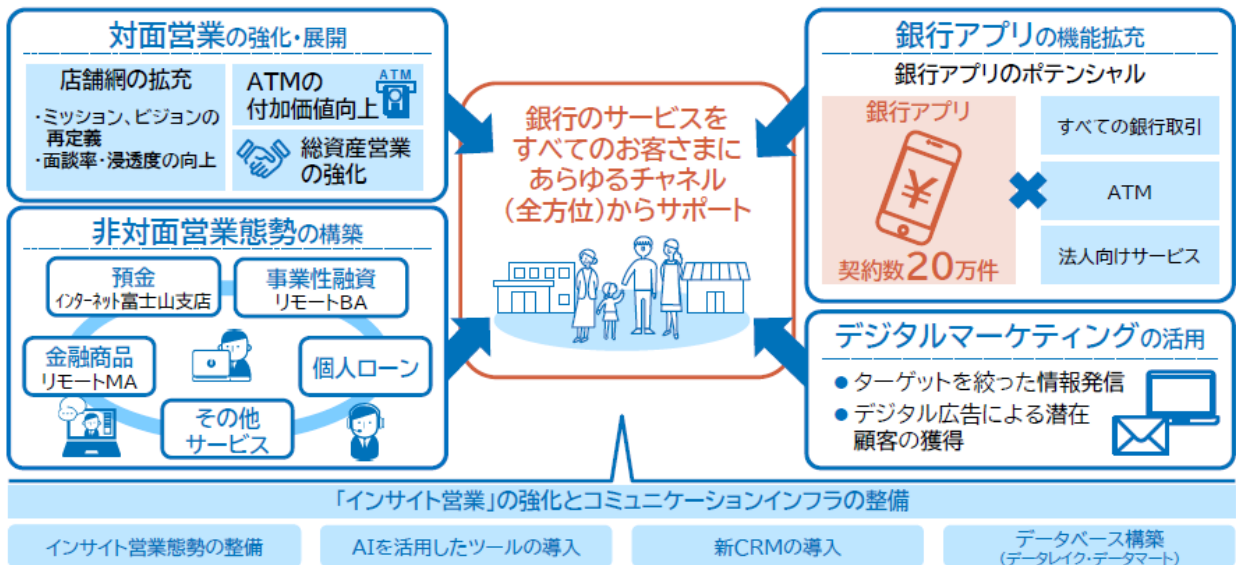 対面営業の強化・展開
店舗網の拡充
・ミッション、ビジョンの
再定義
・面談率・浸透度の向上
ATMの
付加価値向上
ATM
総資産営業
の強化
非対面営業態勢の構築
預金
インターネット富士山支店
事業性融資
リモートBA
金融商品
リモートMA
個人ローン
その他
サービス
銀行のサービスを
すべてのお客さまに
あらゆるチャネル
(全方位)からサポート
銀行アプリの機能拡充
銀行アプリのポテンシャル
銀行アプリ
¥
契約数20万件
すべての銀行取引
ATM
法人向けサービス
デジタルマーケティングの活用
● ターゲットを絞った情報発信
● デジタル広告による潜在
顧客の獲得
「インサイト営業」の強化とコミュニケーションインフラの整備
インサイト営業態勢の整備
AIを活用したツールの導入
新CRMの導入
データベース構築
(データレイク・データマート)